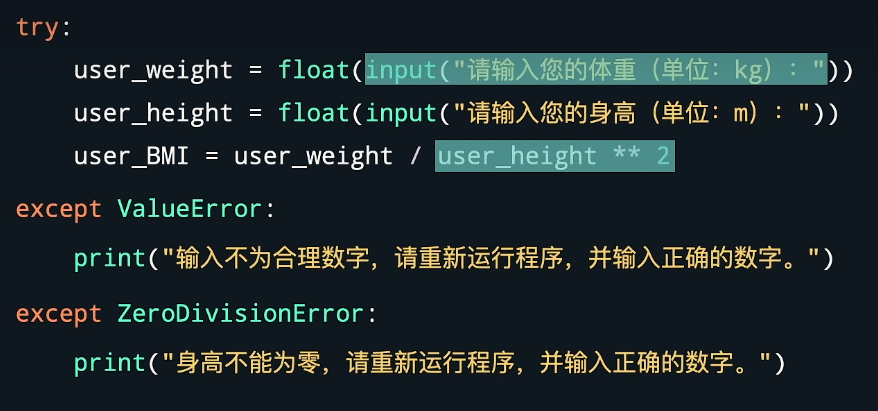 try:
    user_weight = float(input("请输入您的体重（单位：kg）："))
    user_height = float(input("请输入您的身高（单位：m）："))
    user_BMI = user_weight / user_height ** 2
except ValueError:
    print("输入不为合理数字，请重新运行程序，并输入正确的数字。")
except ZeroDivisionError:
    print("身高不能为零，请重新运行程序，并输入正确的数字。")